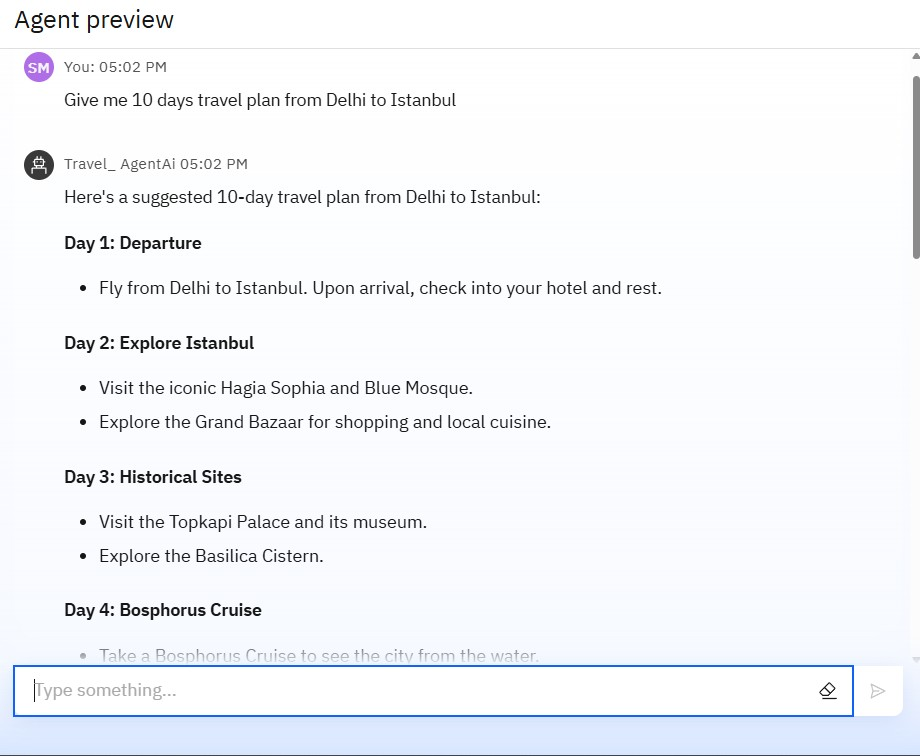 Agent preview
SM
You: 05:02 PM
Give me 10 days travel plan from Delhi to Istanbul
Travel_ AgentAi 05:02 PM
Here's a suggested 10-day travel plan from Delhi to Istanbul:
Day 1: Departure
• Fly from Delhi to Istanbul. Upon arrival, check into your hotel and rest.
Day 2: Explore Istanbul
• Visit the iconic Hagia Sophia and Blue Mosque.
• Explore the Grand Bazaar for shopping and local cuisine.
Day 3: Historical Sites
• Visit the Topkapi Palace and its museum.
• Explore the Basilica Cistern.
Day 4: Bosphorus Cruise
• Take a Bosphorus Cruise to see the city from the water.
Type something...